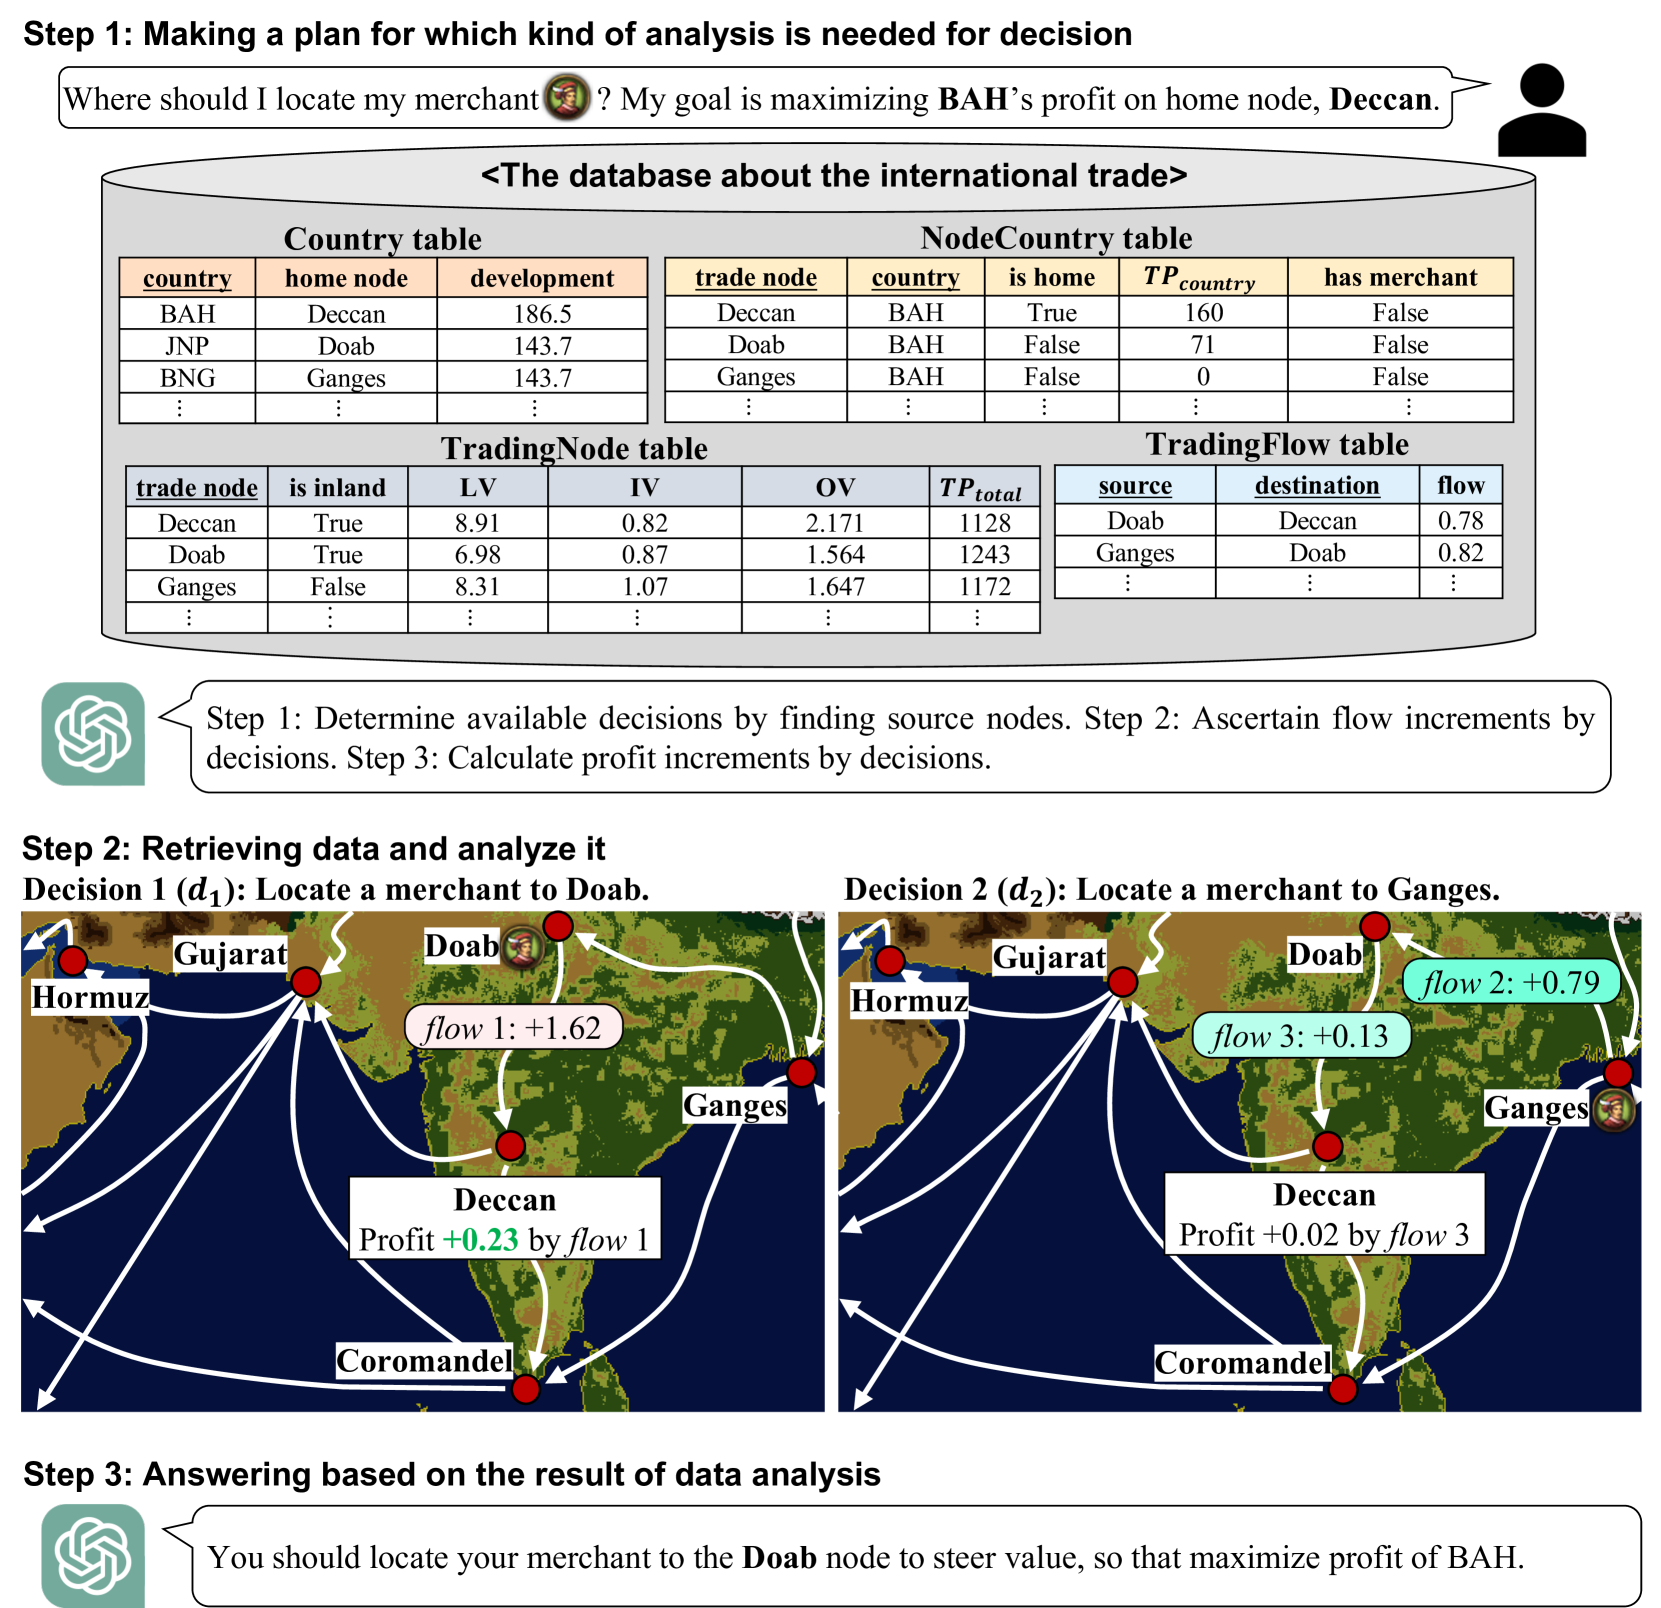 Step 1: Making a plan for which kind of analysis is needed for decision
Where should I locate my merchant ? My goal is maximizing BAH's profit on home node, Deccan.
<The database about the international trade>
Country table
country home node development
BAH Deccan 186.5
JNP Doab 143.7
BNG Ganges 143.7
⋮ ⋮ ⋮
NodeCountry table
trade node country is home TP_country has merchant
Deccan BAH True 160 False
Doab BAH False 71 False
Ganges BAH False 0 False
⋮ ⋮ ⋮ ⋮ ⋮
TradingNode table
trade node is inland LV IV OV TP_total
Deccan True 8.91 0.82 2.171 1128
Doab True 6.98 0.87 1.564 1243
Ganges False 8.31 1.07 1.647 1172
⋮ ⋮ ⋮ ⋮ ⋮ ⋮
TradingFlow table
source destination flow
Doab Deccan 0.78
Ganges Doab 0.82
⋮ ⋮ ⋮
Step 1: Determine available decisions by finding source nodes. Step 2: Ascertain flow increments by
decisions. Step 3: Calculate profit increments by decisions.
Step 2: Retrieving data and analyze it
Decision 1 (d₁): Locate a merchant to Doab.
Gujarat
Doab
Hormuz
flow 1: +1.62
Ganges
Deccan
Profit +0.23 by flow 1
Coromandel
Decision 2 (d₂): Locate a merchant to Ganges.
Gujarat
Doab
Hormuz
flow 2: +0.79
flow 3: +0.13
Ganges
Deccan
Profit +0.02 by flow 3
Coromandel
Step 3: Answering based on the result of data analysis
You should locate your merchant to the Doab node to steer value, so that maximize profit of BAH.